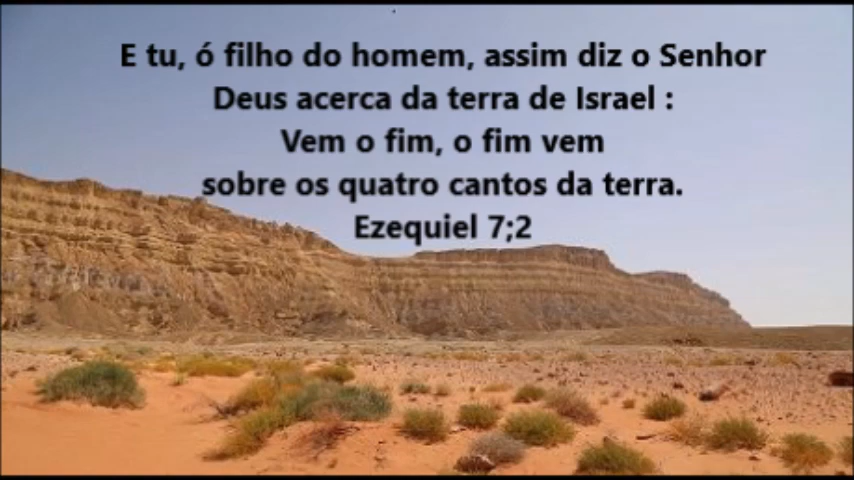 E tu, ó filho do homem, assim diz o Senhor
Deus acerca da terra de Israel :
Vem o fim, o fim vem
sobre os quatro cantos da terra.
Ezequiel 7;2